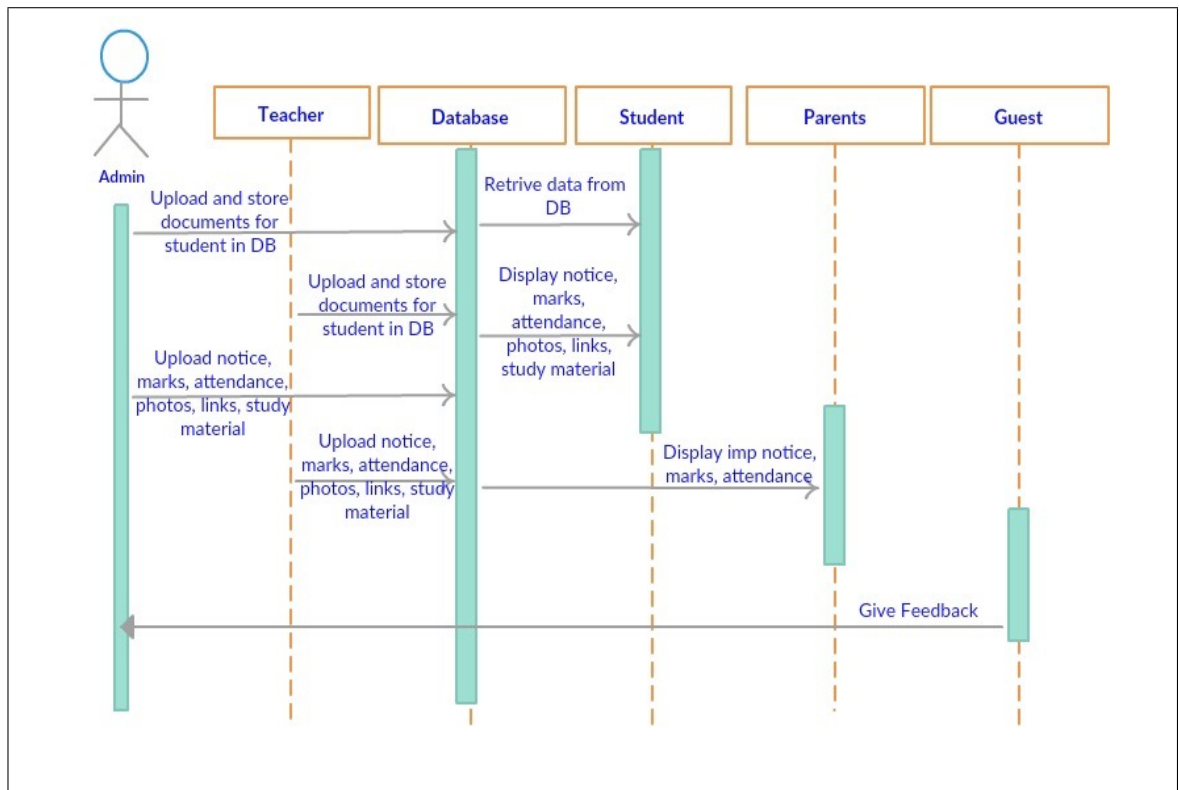 Teacher
Database
Student
Parents
Guest
Admin
Upload and store
documents for
student in DB
Retrive data from
DB
Upload and store
documents for
student in DB
Display notice,
marks,
attendance,
photos, links,
study material
Upload notice,
marks, attendance,
photos, links, study
material
Upload notice,
marks, attendance,
photos, links, study
material
Display imp notice,
marks, attendance
Give Feedback